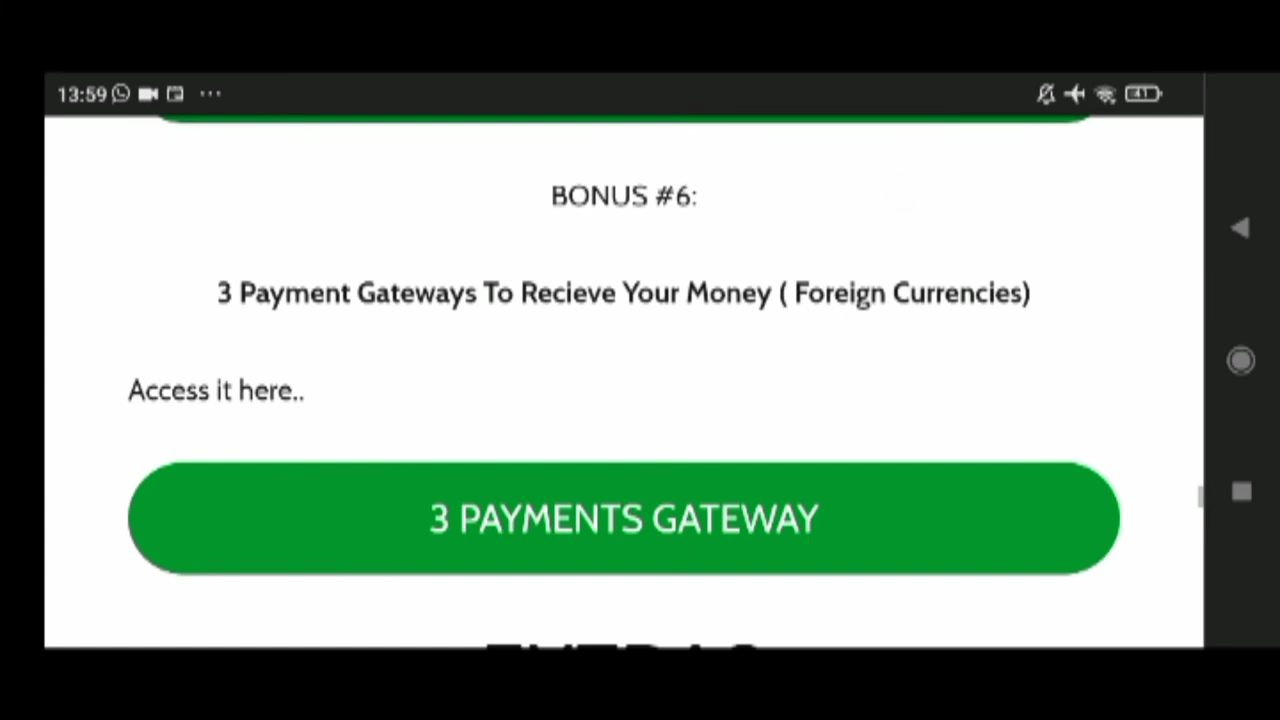 13:59
41
BONUS #6:
3 Payment Gateways To Recieve Your Money ( Foreign Currencies)
Access it here..
3 PAYMENTS GATEWAY